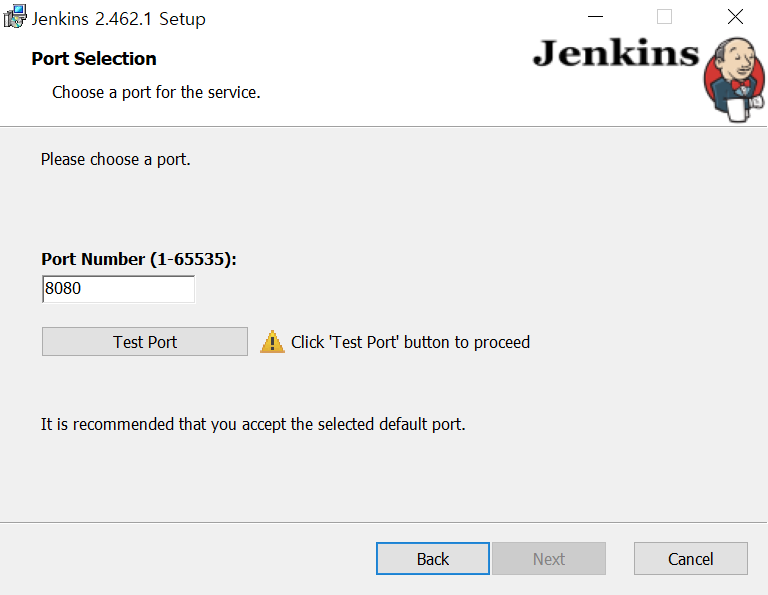 Jenkins 2.462.1 Setup
Port Selection
Jenkins
Choose a port for the service.
Please choose a port.
Port Number (1-65535):
8080
Test Port
Click 'Test Port' button to proceed
It is recommended that you accept the selected default port.
Back
Next
Cancel